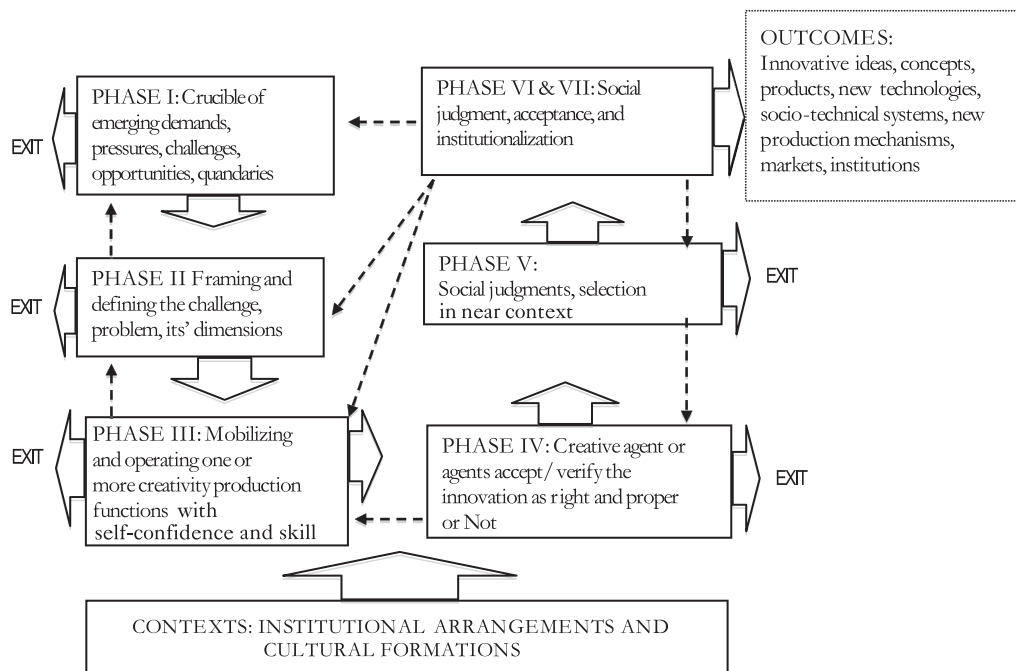 PHASE I: Crucible of
emerging demands,
pressures, challenges,
opportunities, quandaries
EXIT
PHASE II Framing and
defining the challenge,
problem, its’ dimensions
EXIT
PHASE III: Mobilizing
and operating one or
more creativity production
functions with
self-confidence and skill
EXIT
PHASE IV: Creative agent or
agents accept/ verify the
innovation as right and proper
or Not
EXIT
PHASE V:
Social judgments, selection
in near context
EXIT
PHASE VI & VII: Social
judgment, acceptance, and
institutionalization
OUTCOMES:
Innovative ideas, concepts,
products, new technologies,
socio-technical systems, new
production mechanisms,
markets, institutions
CONTEXTS: INSTITUTIONAL ARRANGEMENTS AND
CULTURAL FORMATIONS